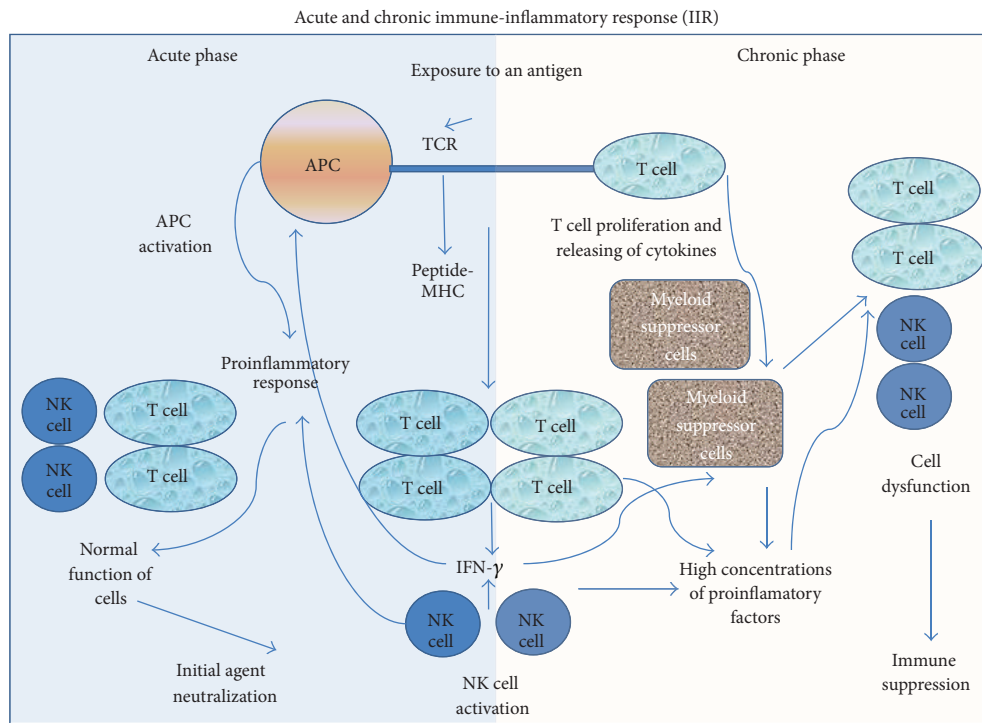 Acute and chronic immune-inflammatory response (IIR)
Acute phase
Exposure to an antigen
Chronic phase
TCR
APC
T cell
T cell
T cell
APC
activation
T cell proliferation and
releasing of cytokines
Peptide-
MHC
Myeloid
suppressor
cells
NK
cell
NK
cell
Proinflammatory
response
NK
cell
NK
cell
T cell
T cell
T cell
T cell
T cell
T cell
Myeloid
suppressor
cells
Cell
dysfunction
Normal
function of
cells
IFN-γ
High concentrations
of proinflamatory
factors
NK
cell
NK
cell
Initial agent
neutralization
NK cell
activation
Immune
suppression